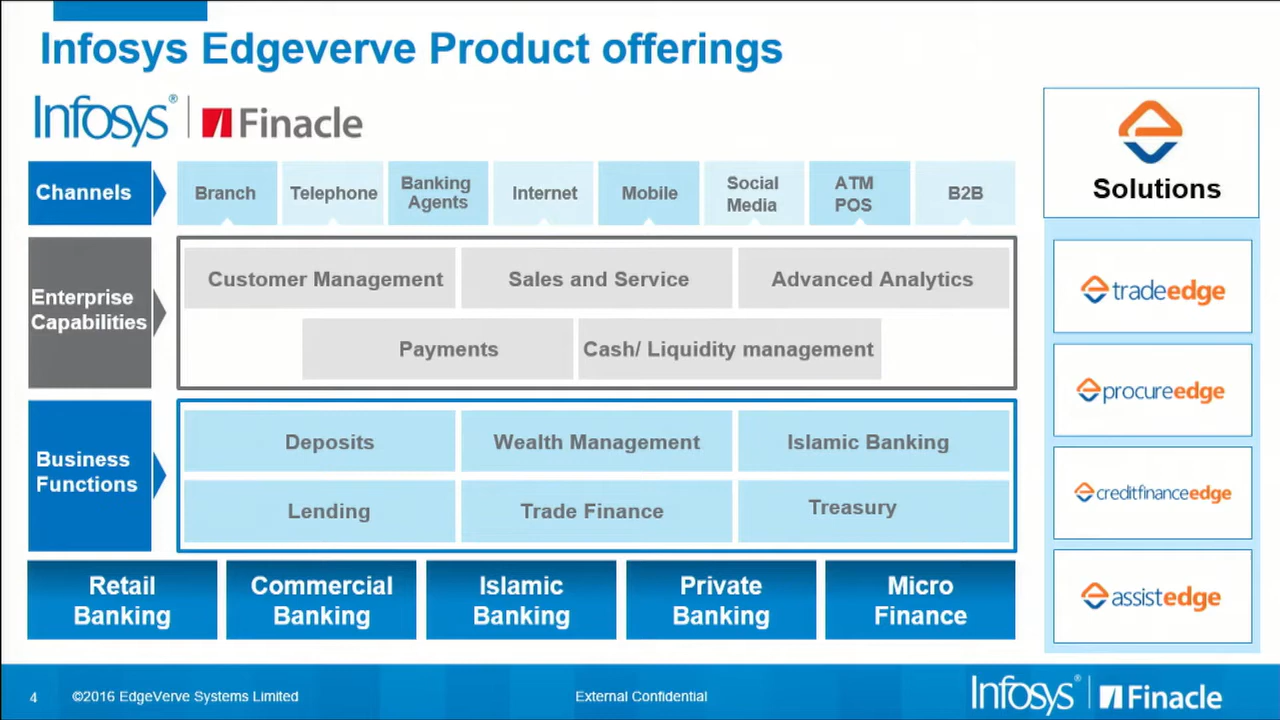 Infosys Edgeverve Product offerings
Infosys® | Finacle
Solutions
Channels
Branch
Telephone
Banking
Agents
Internet
Mobile
Social
Media
ATM
POS
B2B
Enterprise
Capabilities
Customer Management
Sales and Service
Advanced Analytics
Payments
Cash/ Liquidity management
Business
Functions
Deposits
Wealth Management
Islamic Banking
Lending
Trade Finance
Treasury
Retail
Banking
Commercial
Banking
Islamic
Banking
Private
Banking
Micro
Finance
tradeedge
procureedge
creditfinanceedge
assistedge
4
©2016 EdgeVerve Systems Limited
External Confidential
Infosys® | Finacle